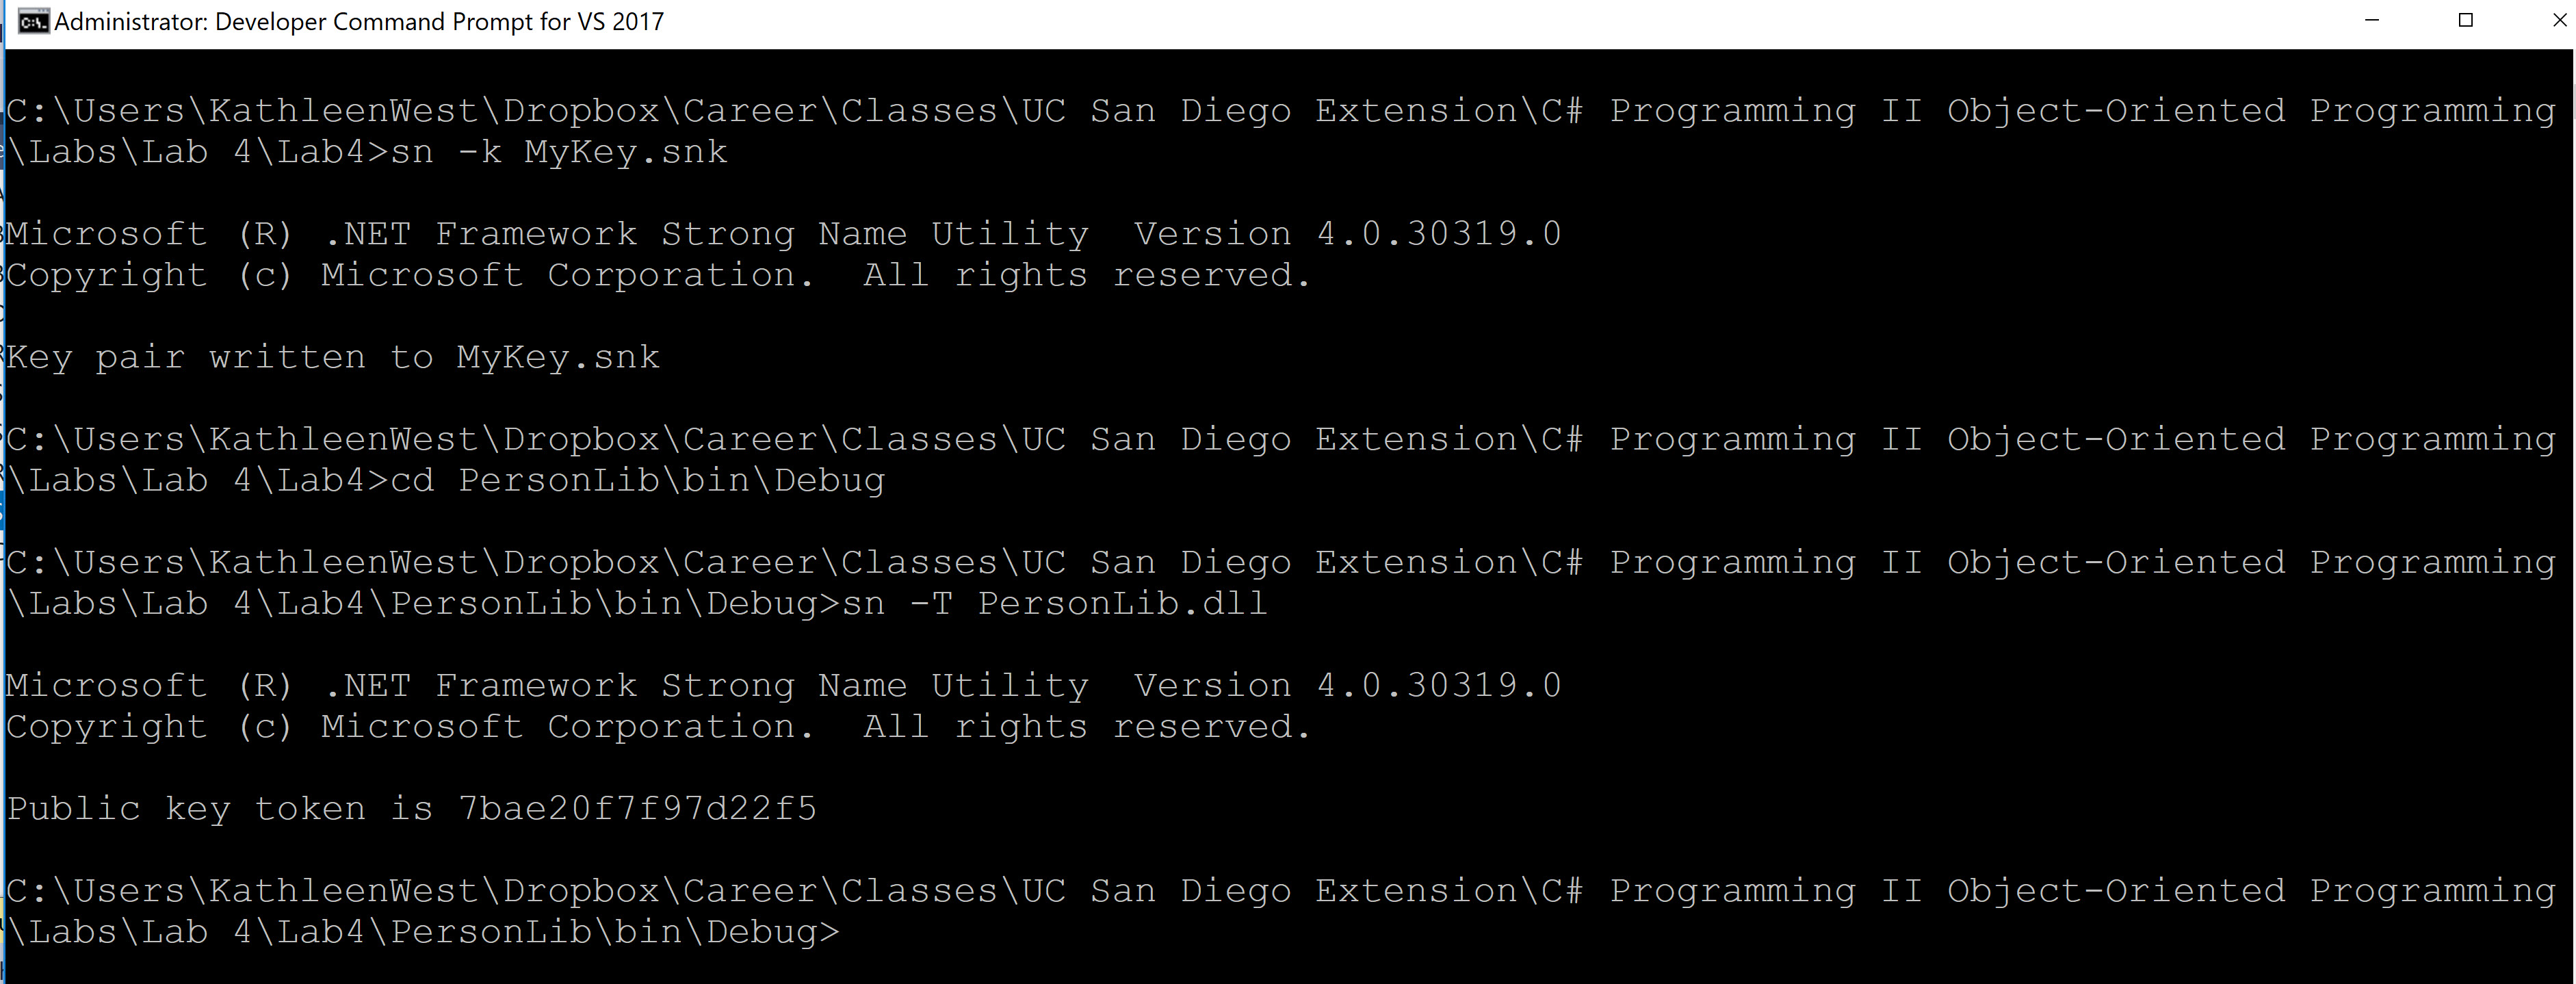 Administrator: Developer Command Prompt for VS 2017
C:\Users\KathleenWest\Dropbox\Career\Classes\UC San Diego Extension\C# Programming II Object-Oriented Programming
\Labs\Lab 4\Lab4>sn -k MyKey.snk
Microsoft (R) .NET Framework Strong Name Utility  Version 4.0.30319.0
Copyright (c) Microsoft Corporation.  All rights reserved.
Key pair written to MyKey.snk
C:\Users\KathleenWest\Dropbox\Career\Classes\UC San Diego Extension\C# Programming II Object-Oriented Programming
\Labs\Lab 4\Lab4>cd PersonLib\bin\Debug
C:\Users\KathleenWest\Dropbox\Career\Classes\UC San Diego Extension\C# Programming II Object-Oriented Programming
\Labs\Lab 4\Lab4\PersonLib\bin\Debug>sn -T PersonLib.dll
Microsoft (R) .NET Framework Strong Name Utility  Version 4.0.30319.0
Copyright (c) Microsoft Corporation.  All rights reserved.
Public key token is 7bae20f7f97d22f5
C:\Users\KathleenWest\Dropbox\Career\Classes\UC San Diego Extension\C# Programming II Object-Oriented Programming
\Labs\Lab 4\Lab4\PersonLib\bin\Debug>